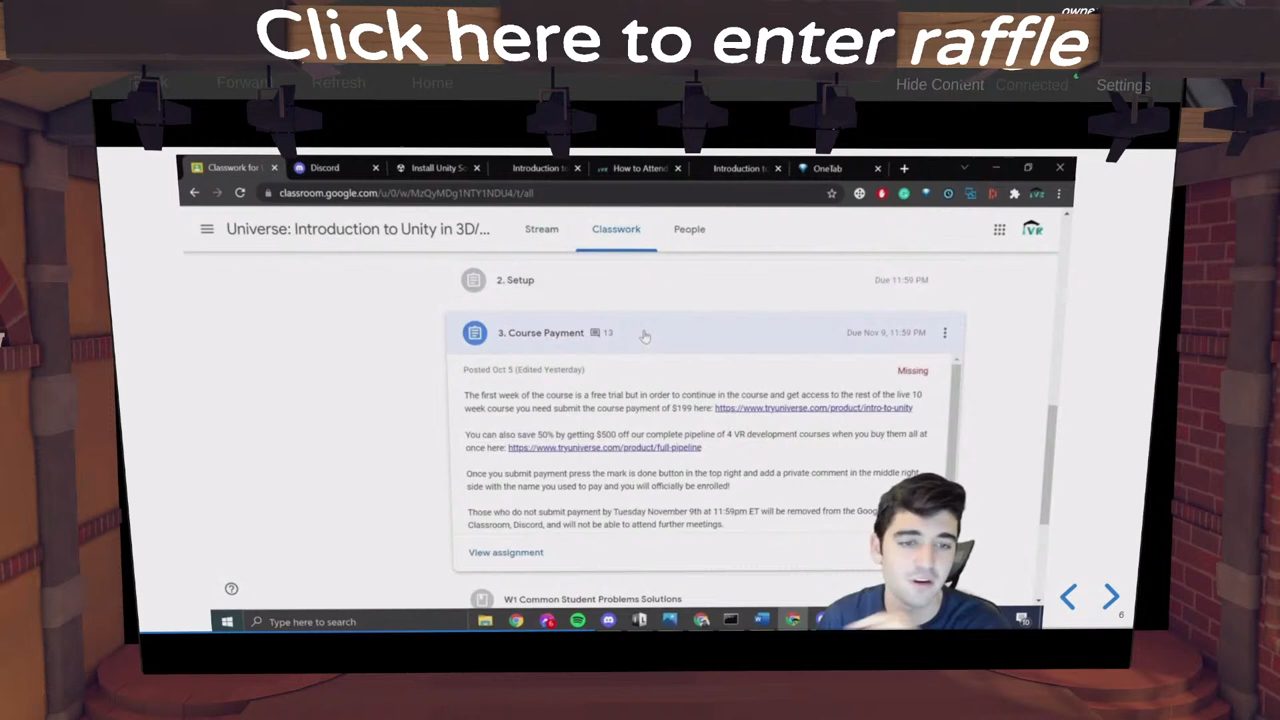 owne
Click here to enter raffle
Forward Refresh Home Hide Content Connected Settings
Classwork for Discord Install Unity Sc Introduction to How to Attend Introduction to OneTab
classroom.google.com/u/0/w/MzQyMDg1NTY1NDU4/t/all
Universe: Introduction to Unity in 3D/... Stream Classwork People VR
2. Setup Due 11:59 PM
3. Course Payment 13 Due Nov 9, 11:59 PM
Posted Oct 5 (Edited Yesterday) Missing
The first week of the course is a free trial but in order to continue in the course and get access to the rest of the live 10
week course you need submit the course payment of $199 here: https://www.tryuniverse.com/product/intro-to-unity
You can also save 50% by getting $500 off our complete pipeline of 4 VR development courses when you buy them all at
once here: https://www.tryuniverse.com/product/full-pipeline
Once you submit payment press the mark is done button in the top right and add a private comment in the middle right
side with the name you used to pay and you will officially be enrolled!
Those who do not submit payment by Tuesday November 9th at 11:59pm ET will be removed from the Goog
Classroom, Discord, and will not be able to attend further meetings.
View assignment
W1 Common Student Problems Solutions
Type here to search
6